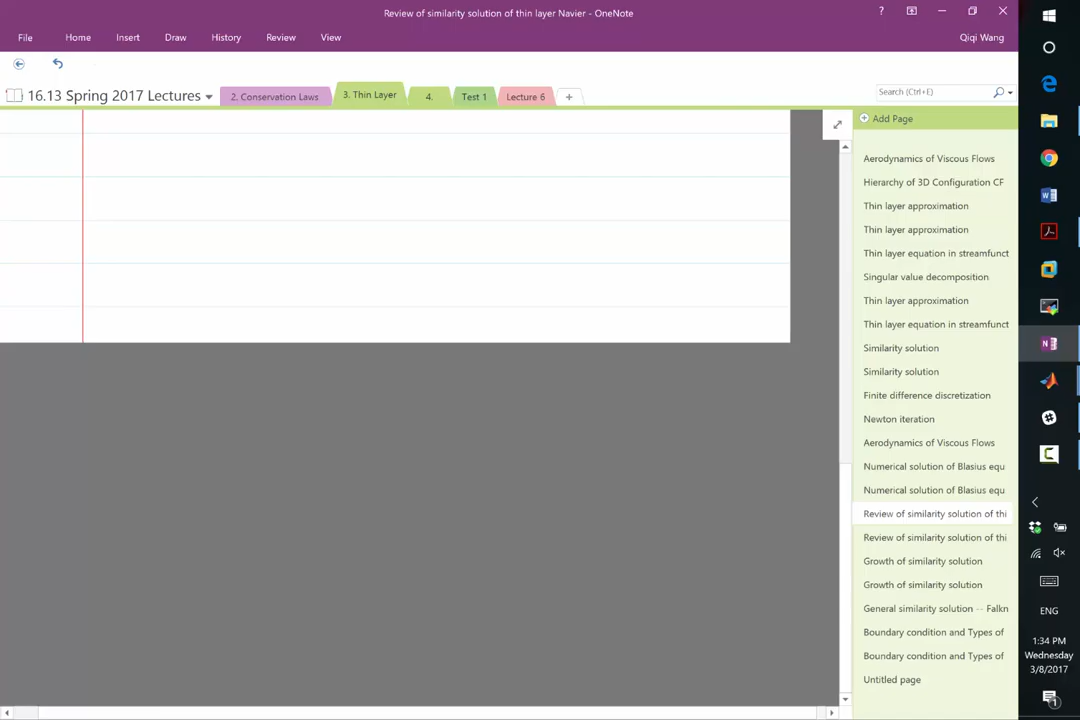 Review of similarity solution of thin layer Navier - OneNote
?
File
Home
Insert
Draw
History
Review
View
Qiqi Wang
16.13 Spring 2017 Lectures
2. Conservation Laws
3. Thin Layer
4.
Test 1
Lecture 6
Search (Ctrl+E)
Add Page
Aerodynamics of Viscous Flows
Hierarchy of 3D Configuration CF
Thin layer approximation
Thin layer approximation
Thin layer equation in streamfunct
Singular value decomposition
Thin layer approximation
Thin layer equation in streamfunct
Similarity solution
Similarity solution
Finite difference discretization
Newton iteration
Aerodynamics of Viscous Flows
Numerical solution of Blasius equ
Numerical solution of Blasius equ
Review of similarity solution of thi
Review of similarity solution of thi
Growth of similarity solution
Growth of similarity solution
General similarity solution -- Falkn
Boundary condition and Types of
Boundary condition and Types of
Untitled page
ENG
1:34 PM
Wednesday
3/8/2017
1